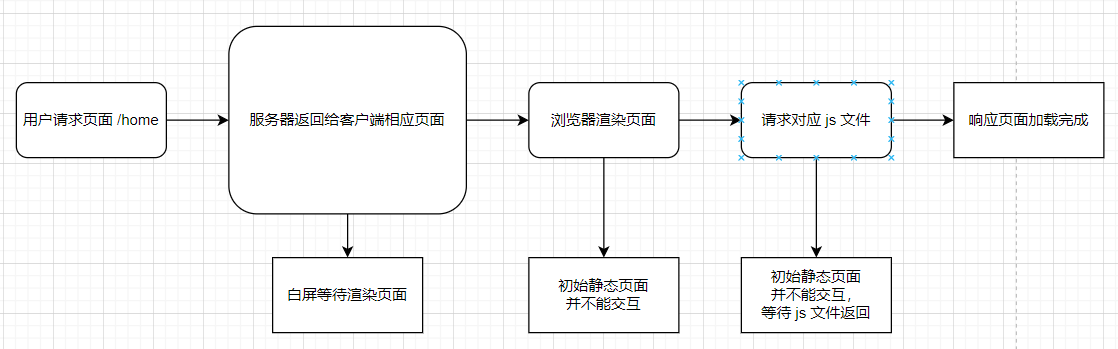 用户请求页面 /home
服务器返回给客户端相应页面
浏览器渲染页面
请求对应 js 文件
响应页面加载完成
白屏等待渲染页面
初始静态页面
并不能交互
初始静态页面
并不能交互，
等待 js 文件返回